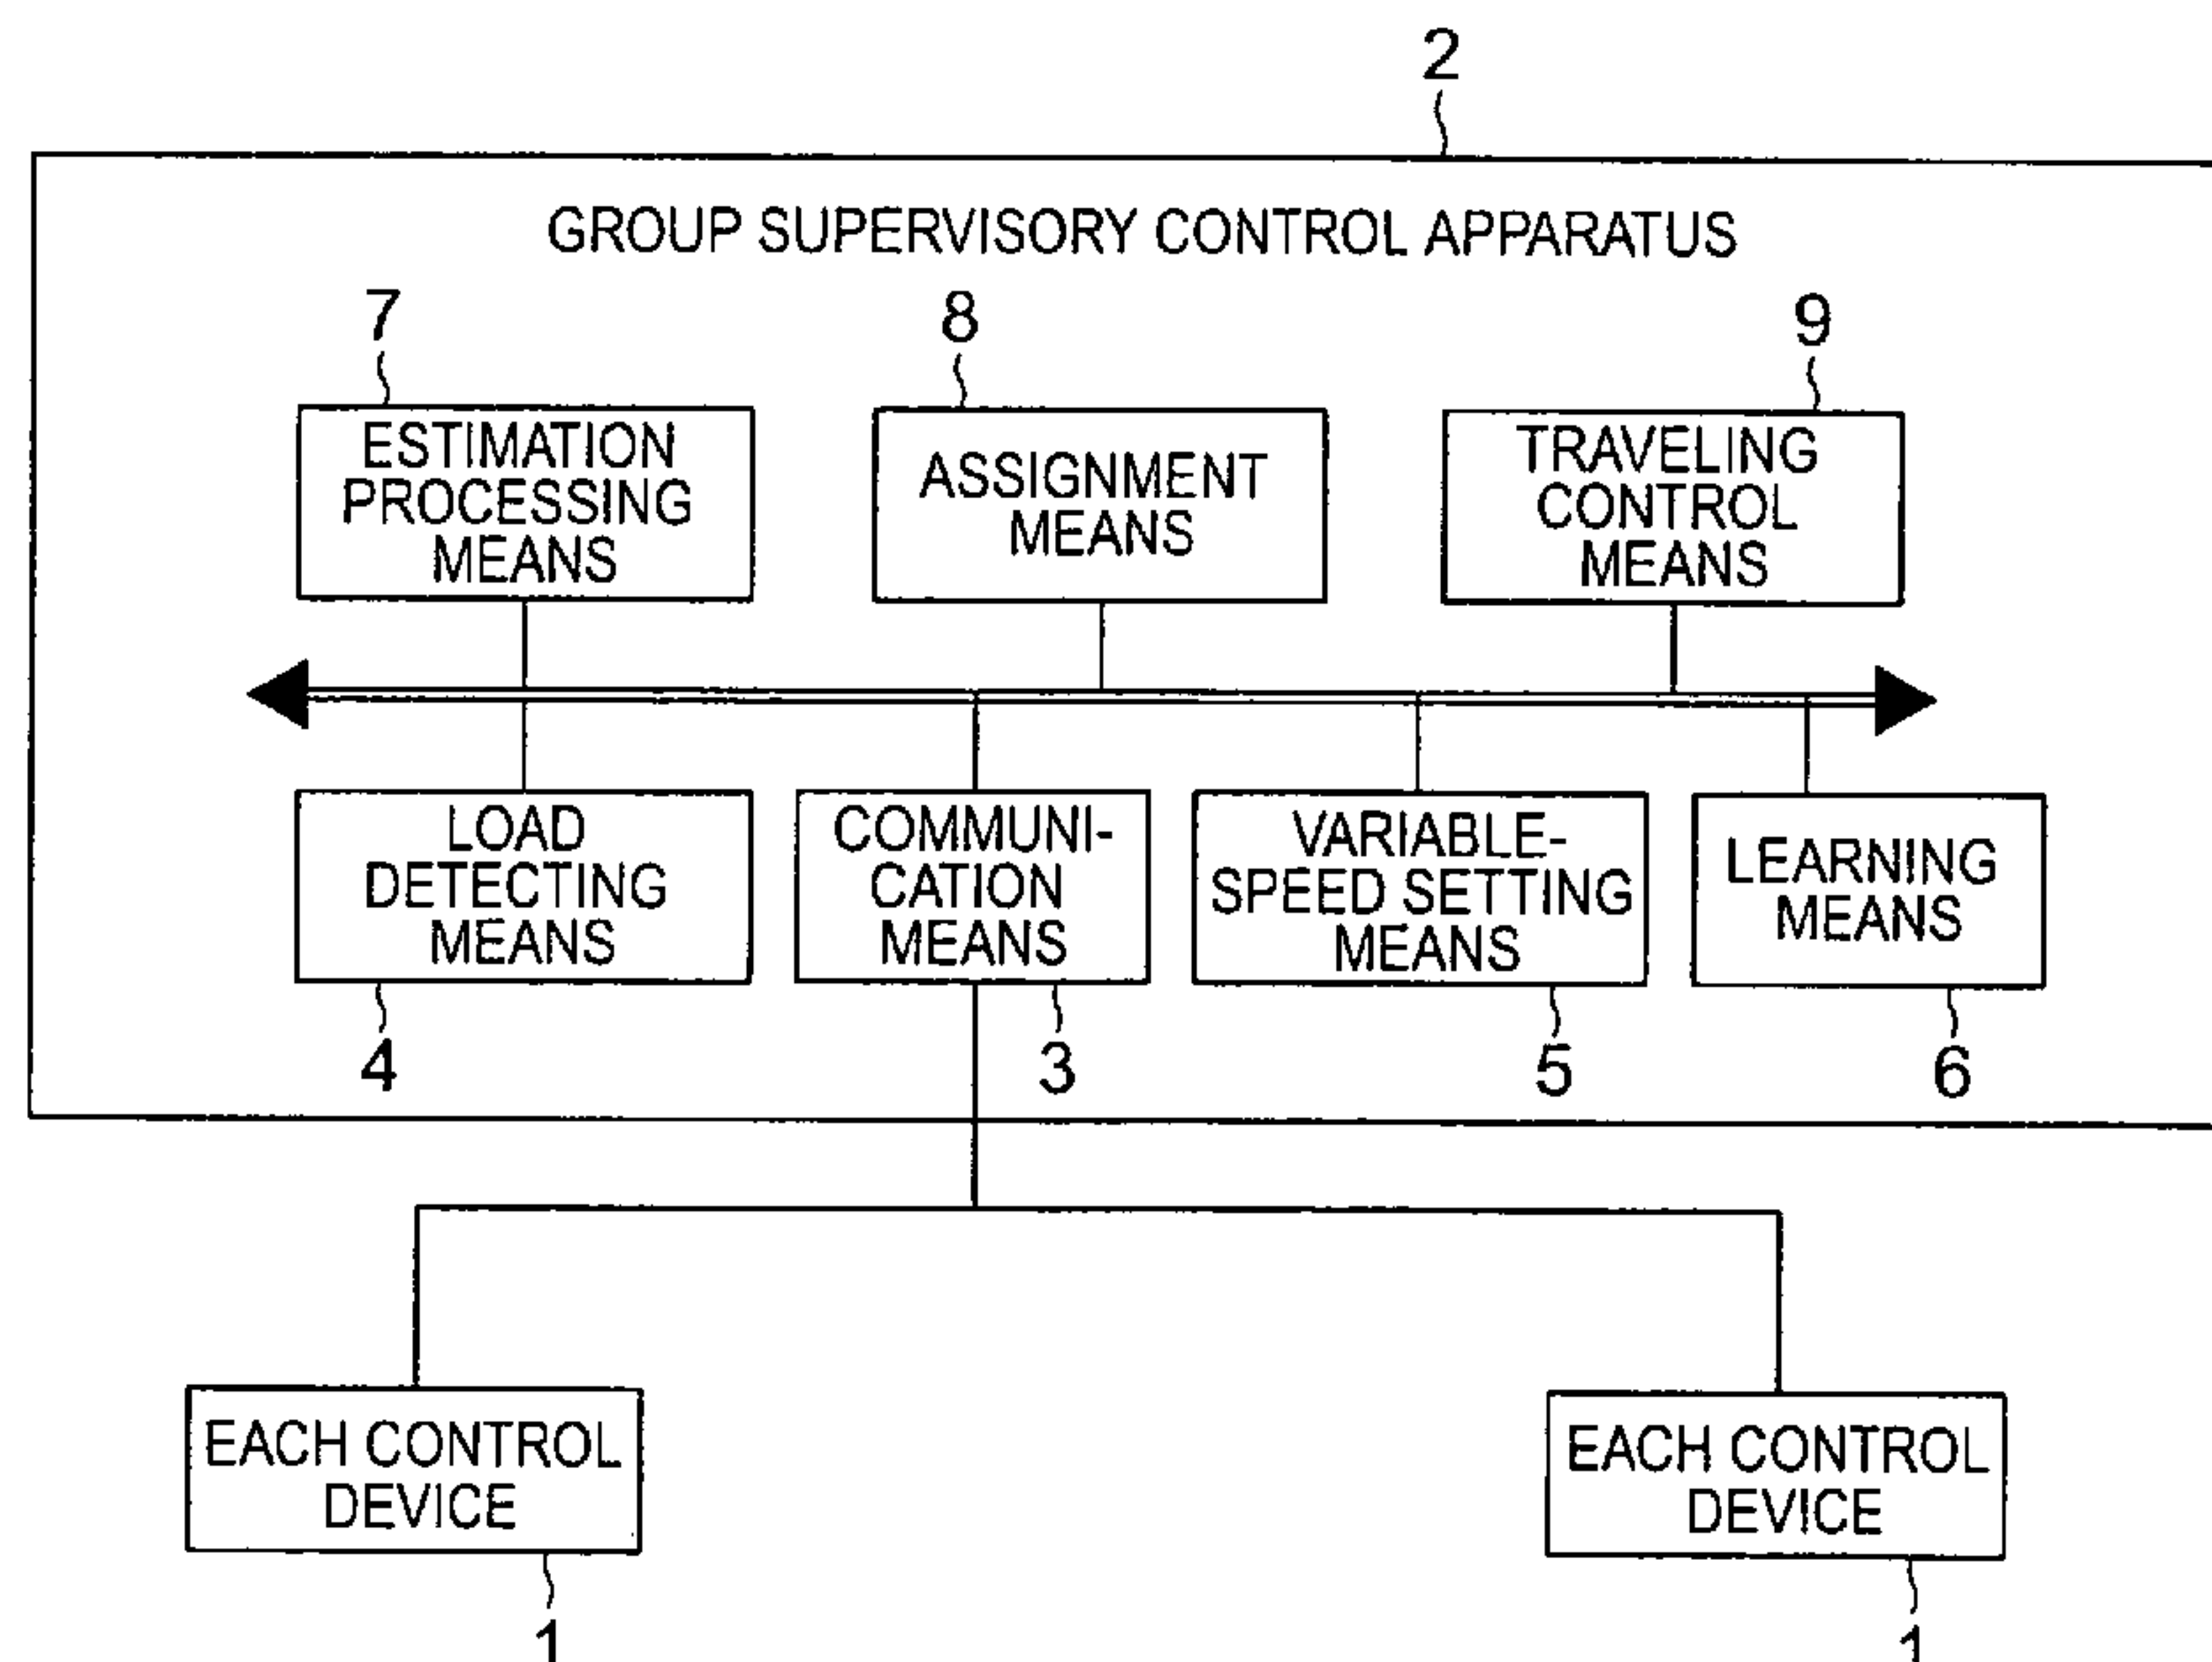 2
GROUP SUPERVISORY CONTROL APPARATUS
7
8
9
ESTIMATION
PROCESSING
MEANS
ASSIGNMENT
MEANS
TRAVELING
CONTROL
MEANS
LOAD
DETECTING
MEANS
COMMUNI-
CATION
MEANS
VARIABLE-
SPEED SETTING
MEANS
LEARNING
MEANS
4
3
5
6
EACH CONTROL
DEVICE
EACH CONTROL
DEVICE
1
1